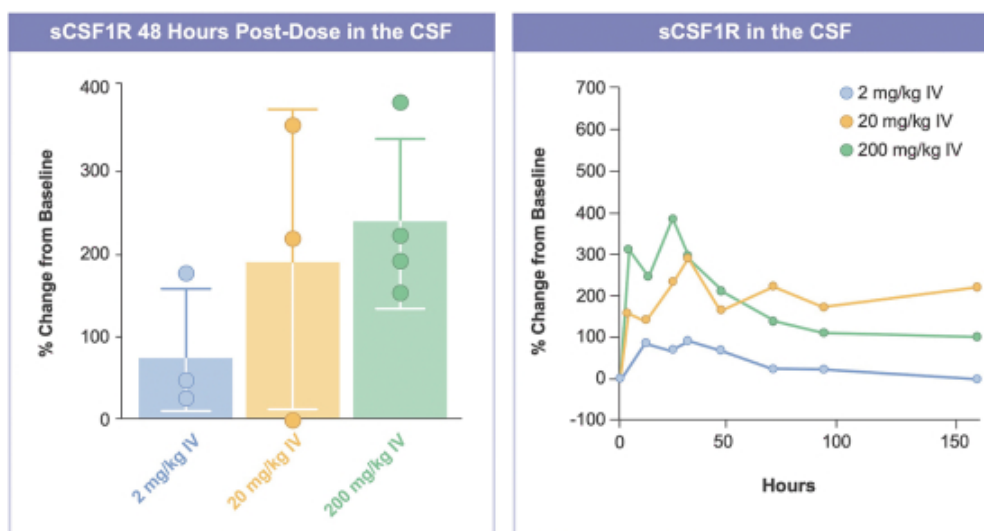 sCSF1R 48 Hours Post-Dose in the CSF
% Change from Baseline
400
300
200
100
0
2 mg/kg IV
20 mg/kg IV
200 mg/kg IV
sCSF1R in the CSF
% Change from Baseline
700
600
500
400
300
200
100
0
-100
0
50
100
150
Hours
2 mg/kg IV
20 mg/kg IV
200 mg/kg IV